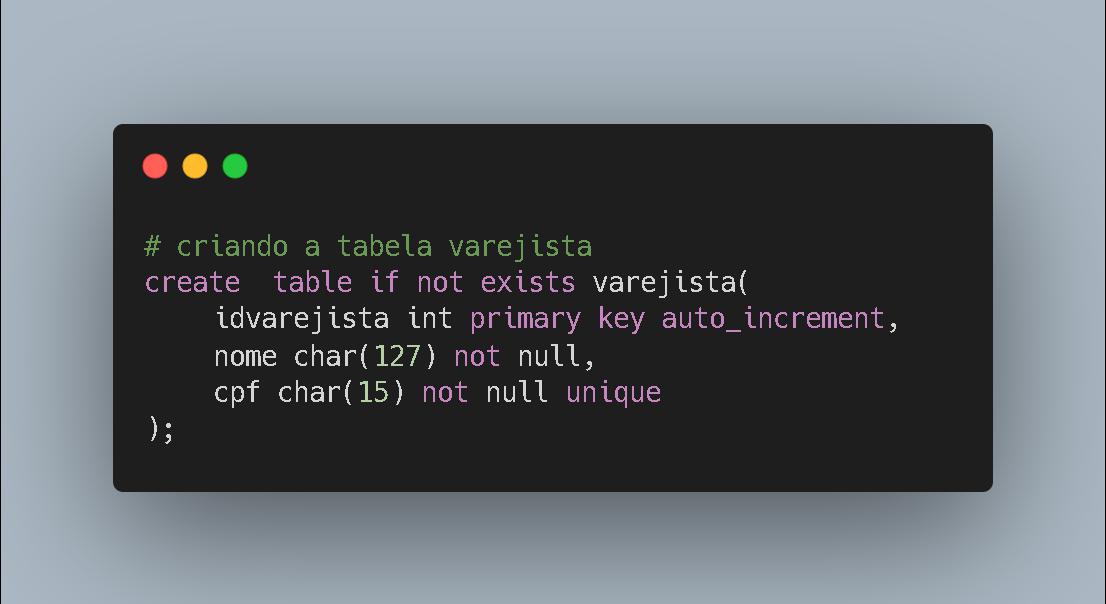 # criando a tabela varejista
create  table if not exists varejista(
    idvarejista int primary key auto_increment,
    nome char(127) not null,
    cpf char(15) not null unique
);